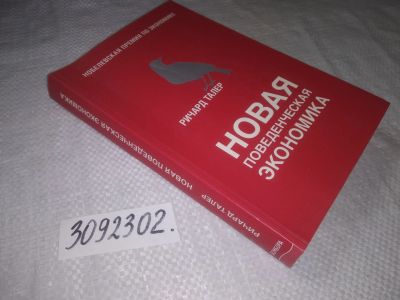 НОБЕЛЕВСКАЯ ПРЕМИЯ ПО ЭКОНОМИКЕ
РИЧАРД ТАЛЕР
НОВАЯ
ПОВЕДЕНЧЕСКАЯ
ЭКОНОМИКА
РИЧАРД ТАЛЕР НОВАЯ ПОВЕДЕНЧЕСКАЯ ЭКОНОМИКА
3092302.